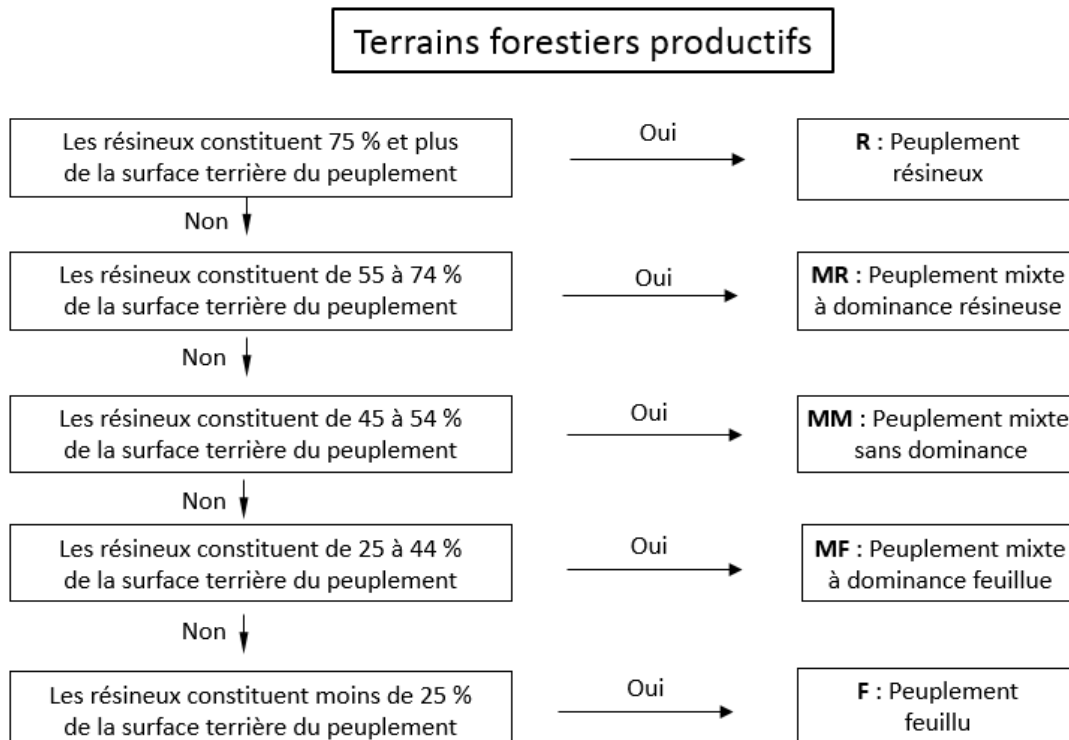 Terrains forestiers productifs
Les résineux constituent 75 % et plus
de la surface terrière du peuplement
Oui
R : Peuplement
résineux
Non
Les résineux constituent de 55 à 74 %
de la surface terrière du peuplement
Oui
MR : Peuplement mixte
à dominance résineuse
Non
Les résineux constituent de 45 à 54 %
de la surface terrière du peuplement
Oui
MM : Peuplement mixte
sans dominance
Non
Les résineux constituent de 25 à 44 %
de la surface terrière du peuplement
Oui
MF : Peuplement mixte
à dominance feuillue
Non
Les résineux constituent moins de 25 %
de la surface terrière du peuplement
Oui
F : Peuplement
feuillu